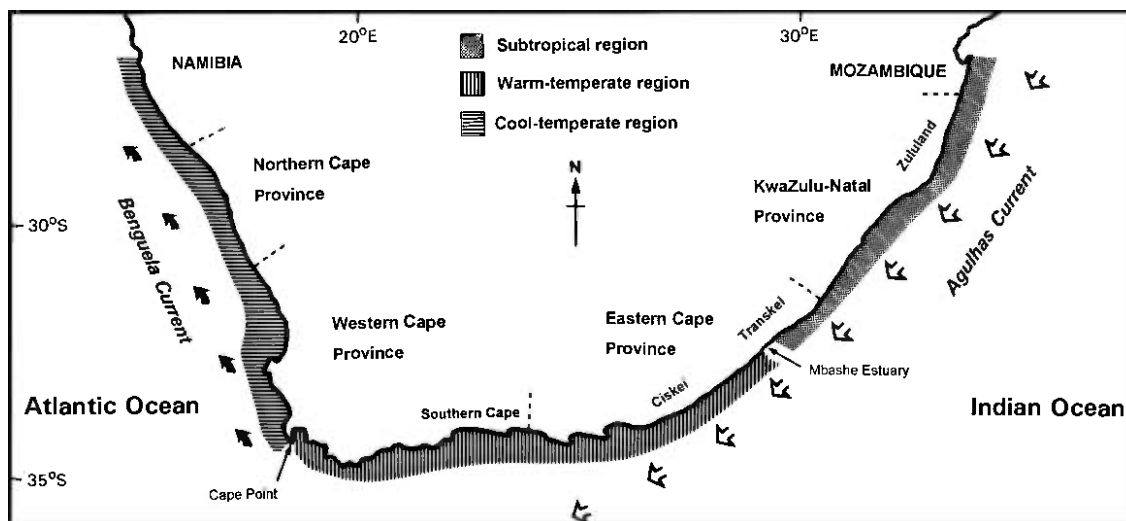 20°E
30°E
NAMIBIA
Subtropical region
Warm-temperate region
Cool-temperate region
MOZAMBIQUE
Zululand
Northern Cape
Province
N
KwaZulu-Natal
Province
30°S
Benguela Current
Agulhas Current
Western Cape
Province
Eastern Cape
Province
Transkei
Mbashe Estuary
Ciskei
Southern Cape
Atlantic Ocean
Indian Ocean
35°S
Cape Point